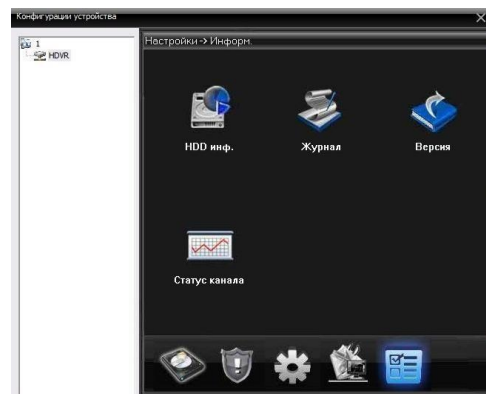 Конфигурации устройства
1
HDVR
Настройки -> Информ.
HDD инф.
Журнал
Версия
Статус канала